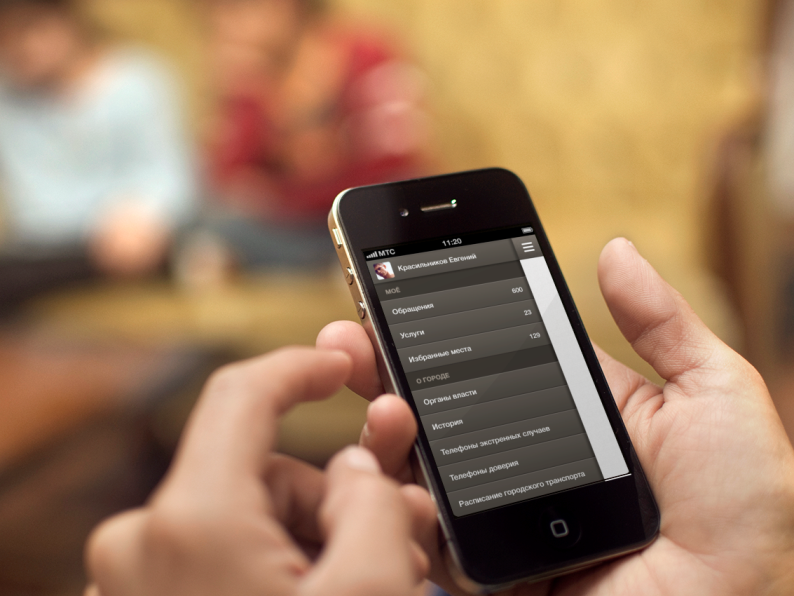 МТС 11:20
Красильников Евгений
МОЁ
Обращения 600
Услуги 23
Избранные места 129
О ГОРОДЕ
Органы власти
История
Телефоны экстренных случаев
Телефоны доверия
Расписание городского транспорта